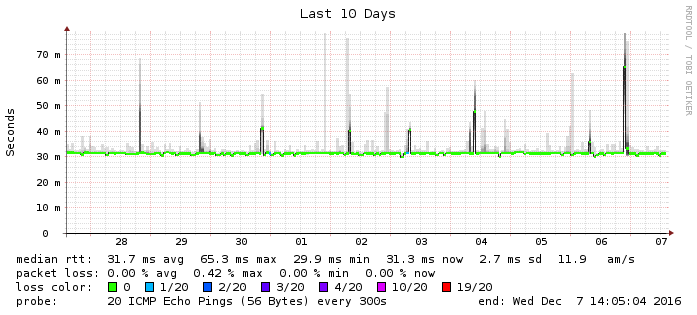 Last 10 Days
RRDTOOL / TOBI OETIKER
Seconds
70 m
60 m
50 m
40 m
30 m
20 m
10 m
0
28 29 30 01 02 03 04 05 06 07
median rtt: 31.7 ms avg 65.3 ms max 29.9 ms min 31.3 ms now 2.7 ms sd 11.9 am/s
packet loss: 0.00 % avg 0.42 % max 0.00 % min 0.00 % now
loss color: 0 1/20 2/20 3/20 4/20 10/20 19/20
probe: 20 ICMP Echo Pings (56 Bytes) every 300s end: Wed Dec 7 14:05:04 2016